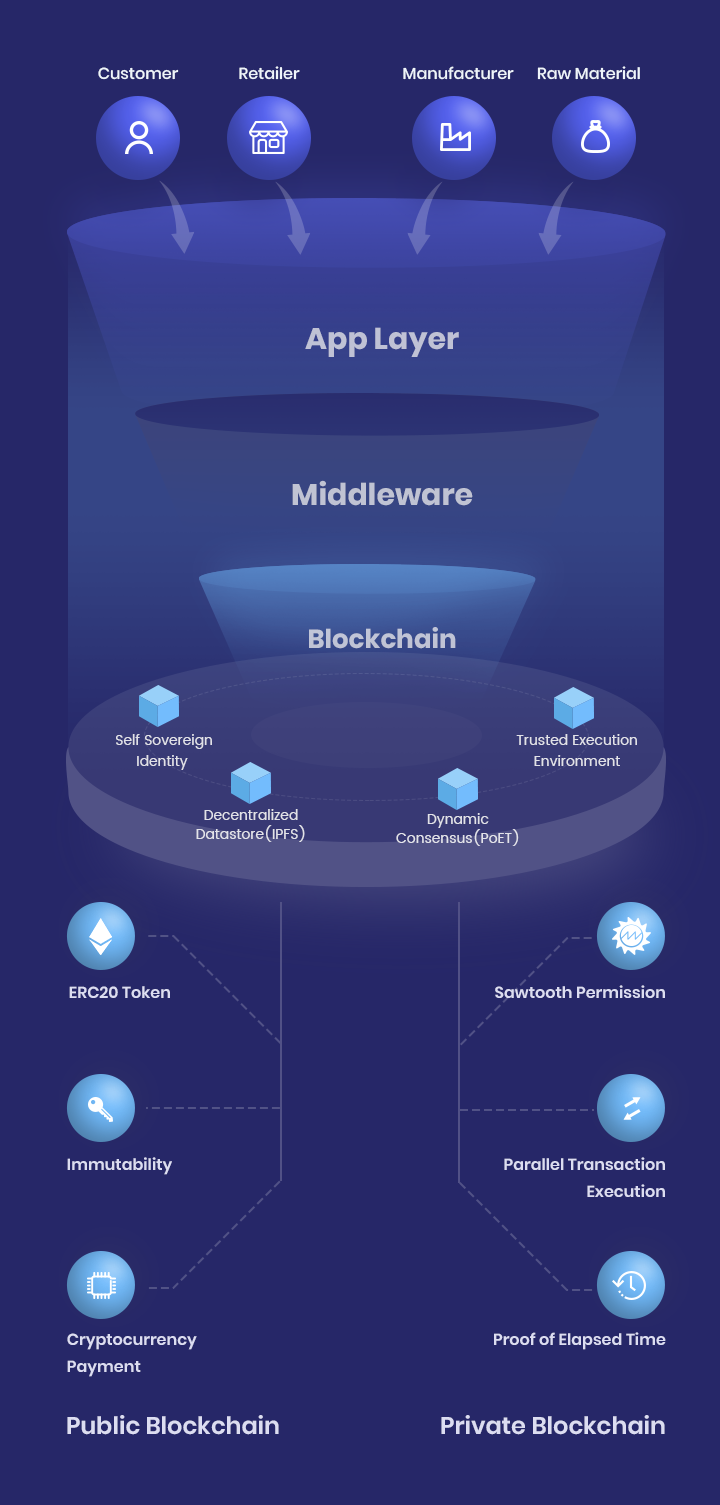 Customer
Retailer
Manufacturer
Raw Material
App Layer
Middleware
Blockchain
Self Sovereign
Identity
Trusted Execution
Environment
Decentralized
Datastore(IPFS)
Dynamic
Consensus(PoET)
ERC20 Token
Sawtooth Permission
Immutability
Parallel Transaction
Execution
Cryptocurrency
Payment
Proof of Elapsed Time
Public Blockchain
Private Blockchain